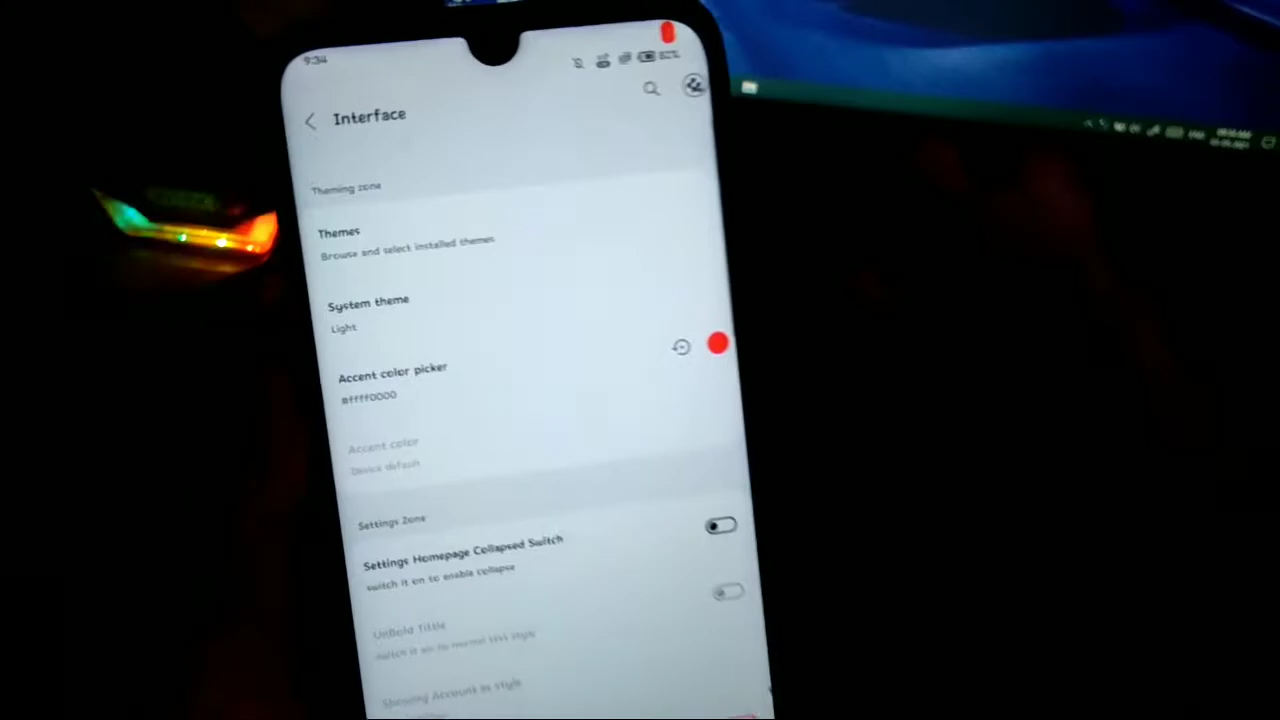 9:34
Interface
Theming zone
Themes
Browse and select installed themes
System theme
Light
Accent color picker
#ffff0000
Accent color
Device default
Settings Zone
Settings Homepage Collapsed Switch
switch it on to enable collapse
UnBold Tittle
switch it on to normal text style
Showing Account in style